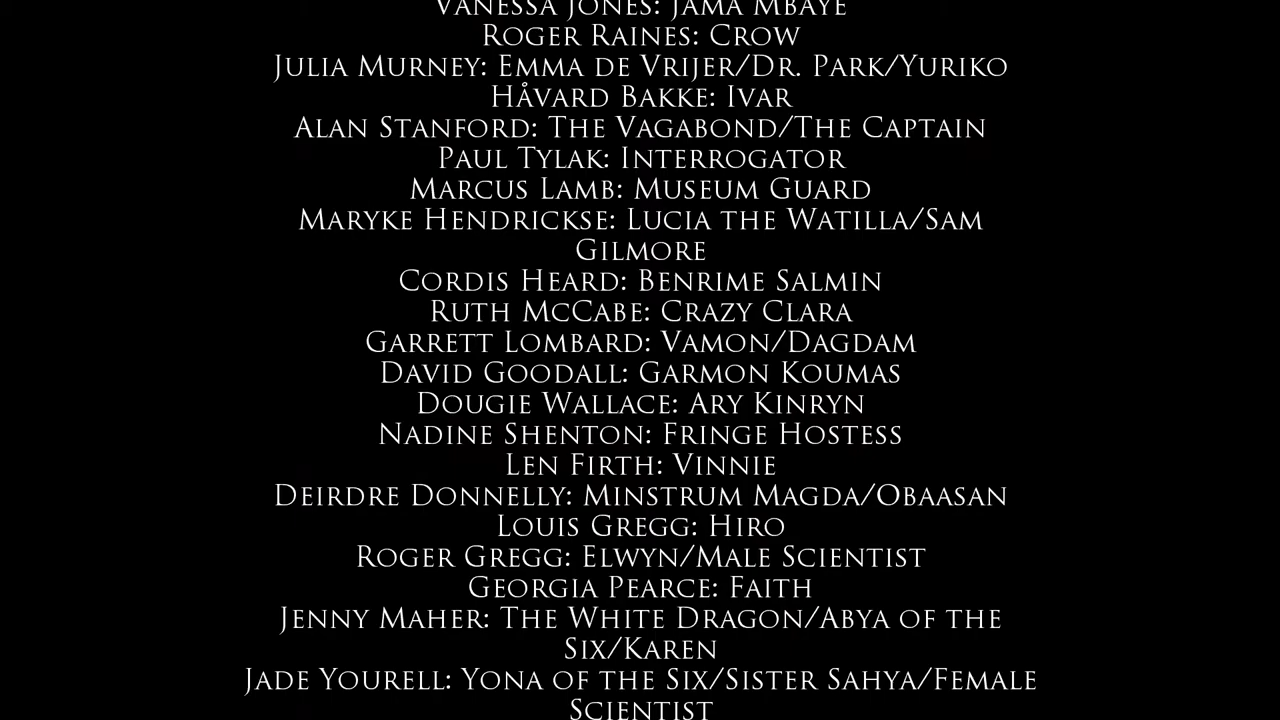 Vanessa Jones: Jama Mbaye
Roger Raines: Crow
Julia Murney: Emma de Vrijer/Dr. Park/Yuriko
Håvard Bakke: Ivar
Alan Stanford: The Vagabond/The Captain
Paul Tylak: Interrogator
Marcus Lamb: Museum Guard
Maryke Hendrickse: Lucia the Watilla/Sam
Gilmore
Cordis Heard: Benrime Salmin
Ruth McCabe: Crazy Clara
Garrett Lombard: Vamon/Dagdam
David Goodall: Garmon Koumas
Dougie Wallace: Ary Kinryn
Nadine Shenton: Fringe Hostess
Len Firth: Vinnie
Deirdre Donnelly: Minstrum Magda/Obaasan
Louis Gregg: Hiro
Roger Gregg: Elwyn/Male Scientist
Georgia Pearce: Faith
Jenny Maher: The White Dragon/Abya of the
Six/Karen
Jade Yourell: Yona of the Six/Sister Sahya/Female
Scientist